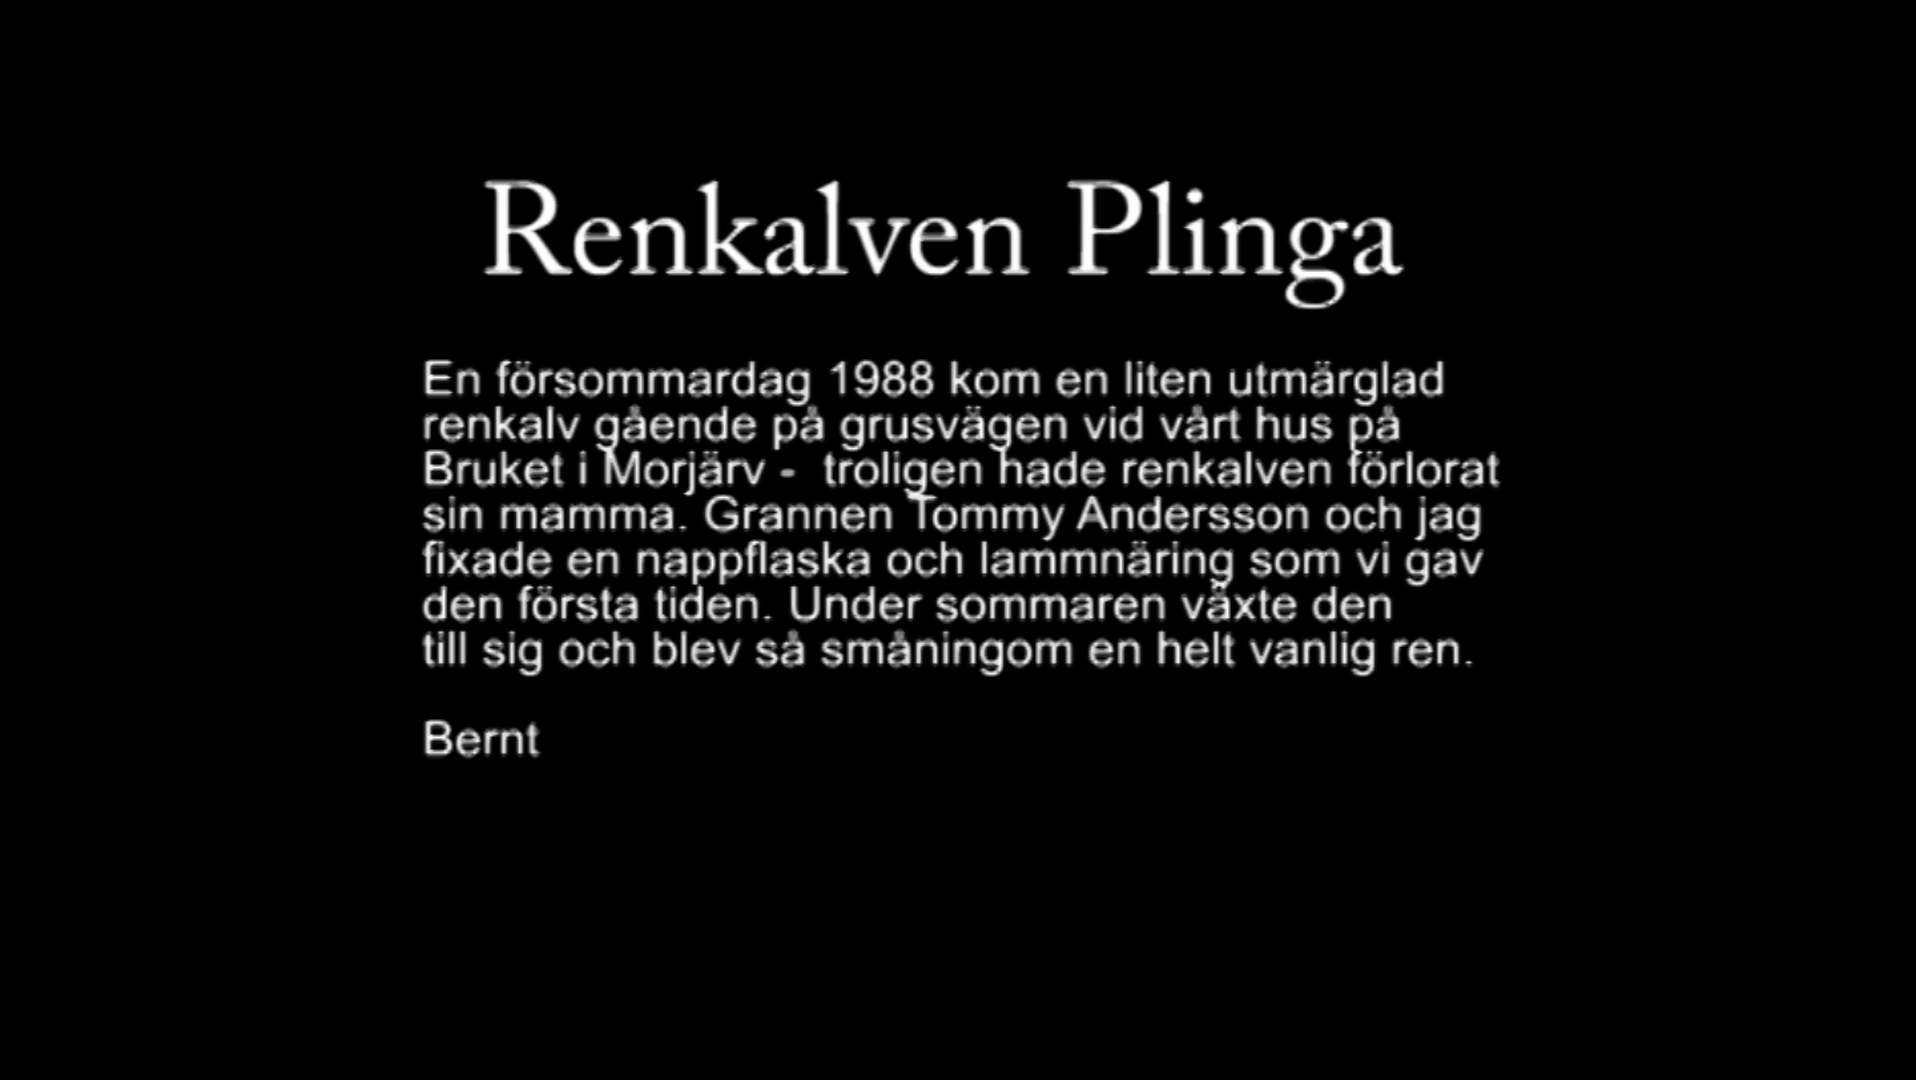 Renkalven Plinga
En försommardag 1988 kom en liten utmärglad
renkalv gående på grusvägen vid vårt hus på
Bruket i Morjärv -  troligen hade renkalven förlorat
sin mamma. Grannen Tommy Andersson och jag
fixade en nappflaska och lammnäring som vi gav
den första tiden. Under sommaren växte den
till sig och blev så småningom en helt vanlig ren.
Bernt